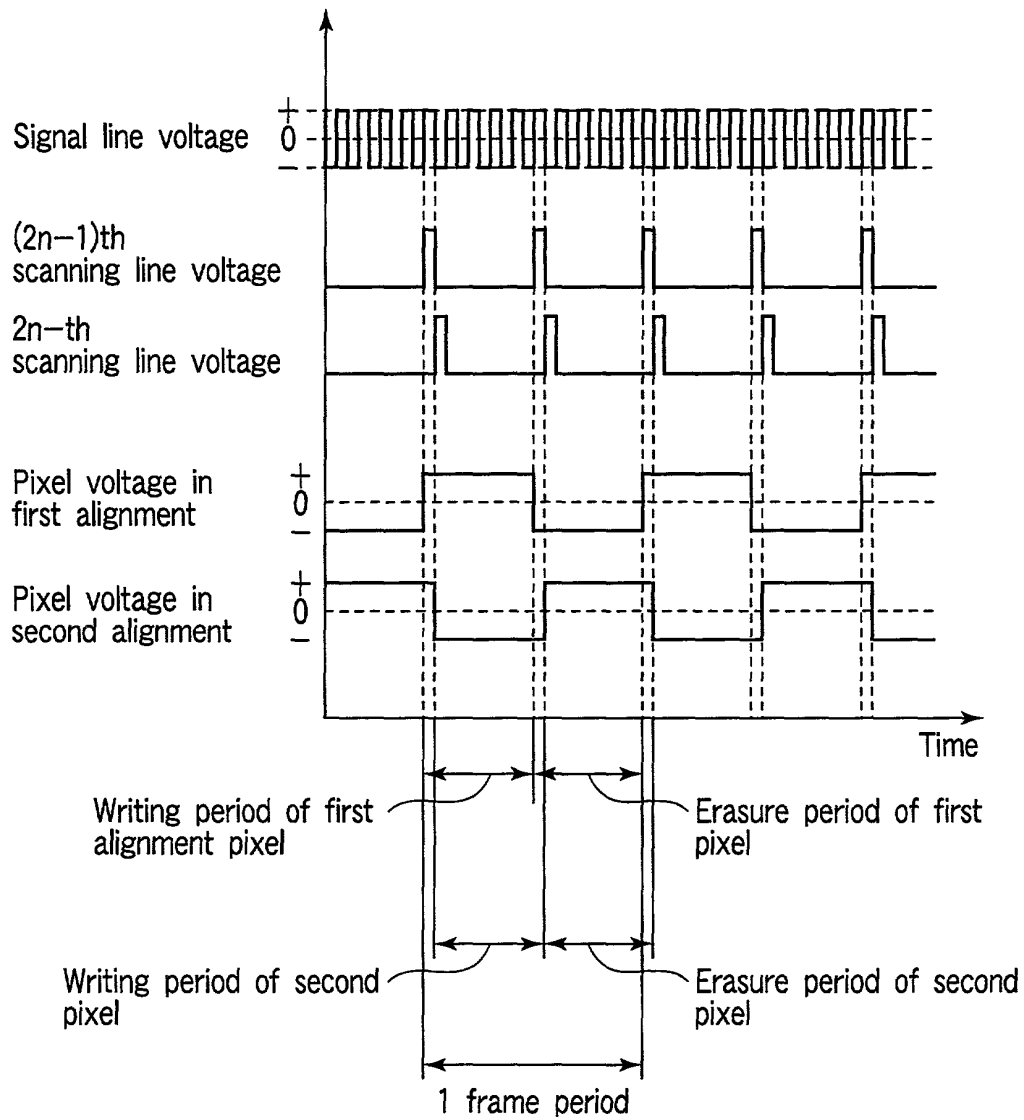 Signal line voltage
+
0
−
(2n−1)th
scanning line voltage
2n−th
scanning line voltage
Pixel voltage in
first alignment
+
0
−
Pixel voltage in
second alignment
+
0
−
Time
Writing period of first
alignment pixel
Erasure period of first
pixel
Writing period of second
pixel
Erasure period of second
pixel
1 frame period